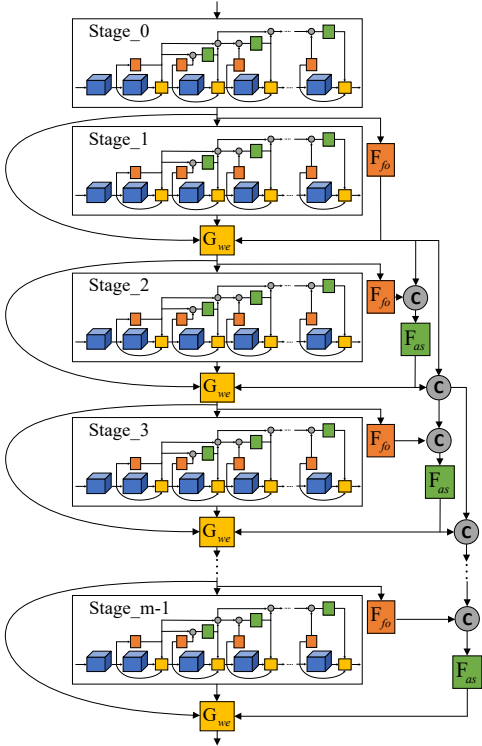 Stage_0
Stage_1
F_fo
G_we
Stage_2
F_fo
C
F_as
G_we
C
Stage_3
F_fo
C
F_as
G_we
C
Stage_m-1
F_fo
C
F_as
G_we